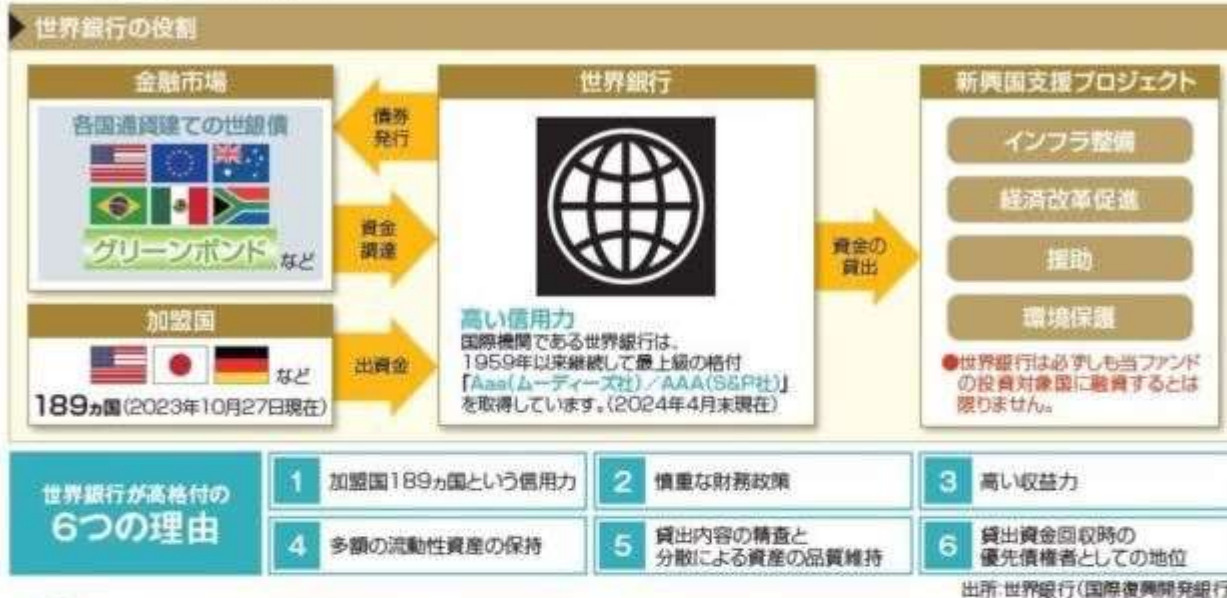 世界銀行の役割
金融市場
各国通貨建ての世銀債
グリーンボンド など
債券
発行
資金
調達
加盟国
など
189ヵ国(2023年10月27日現在)
出資金
世界銀行
高い信用力
国際機関である世界銀行は、
1959年以来継続して最上級の格付
「Aaa(ムーディーズ社)/AAA(S&P社)」
を取得しています。(2024年4月末現在)
資金の
貸出
新興国支援プロジェクト
インフラ整備
経済改革促進
援助
環境保護
●世界銀行は必ずしも当ファンド
の投資対象国に融資するとは
限りません。
世界銀行が高格付の
6つの理由
1 加盟国189ヵ国という信用力
2 慎重な財務政策
3 高い収益力
4 多額の流動性資産の保持
5 貸出内容の精査と
分散による資産の品質維持
6 貸出資金回収時の
優先債権者としての地位
出所:世界銀行(国際復興開発銀行